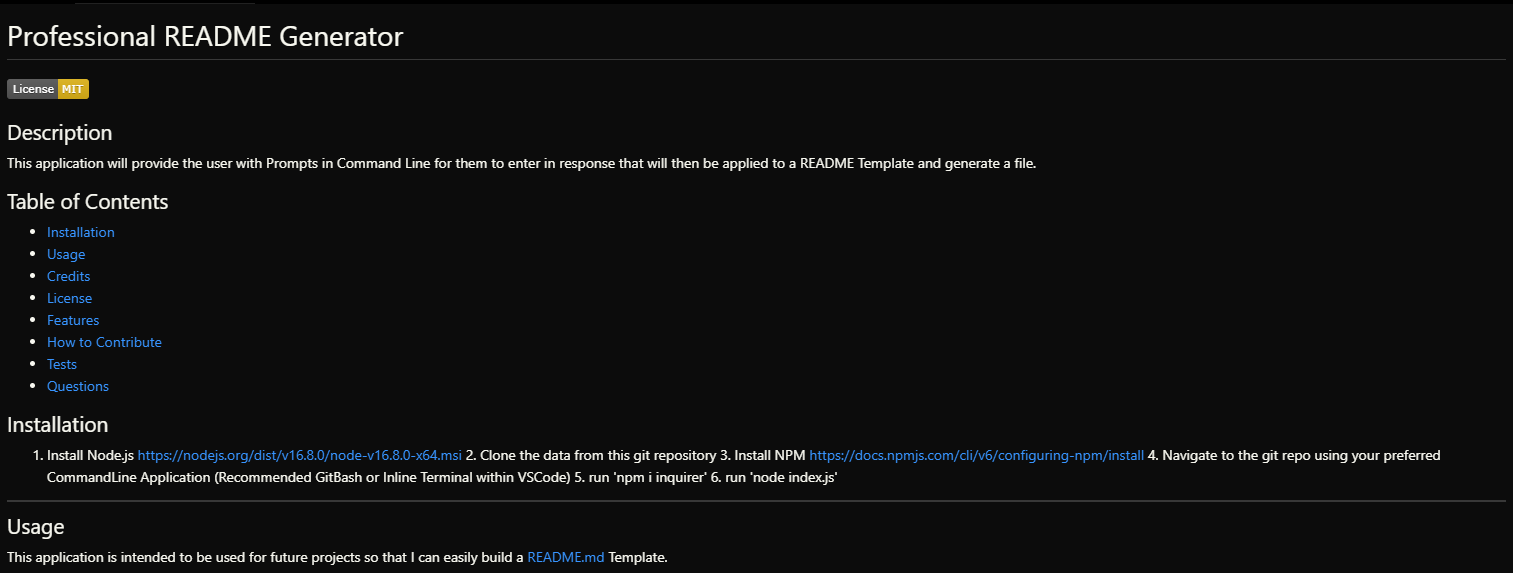 Professional README Generator
License MIT
Description
This application will provide the user with Prompts in Command Line for them to enter in response that will then be applied to a README Template and generate a file.
Table of Contents
• Installation
• Usage
• Credits
• License
• Features
• How to Contribute
• Tests
• Questions
Installation
1. Install Node.js https://nodejs.org/dist/v16.8.0/node-v16.8.0-x64.msi 2. Clone the data from this git repository 3. Install NPM https://docs.npmjs.com/cli/v6/configuring-npm/install 4. Navigate to the git repo using your preferred
CommandLine Application (Recommended GitBash or Inline Terminal within VSCode) 5. run 'npm i inquirer' 6. run 'node index.js'
Usage
This application is intended to be used for future projects so that I can easily build a README.md Template.